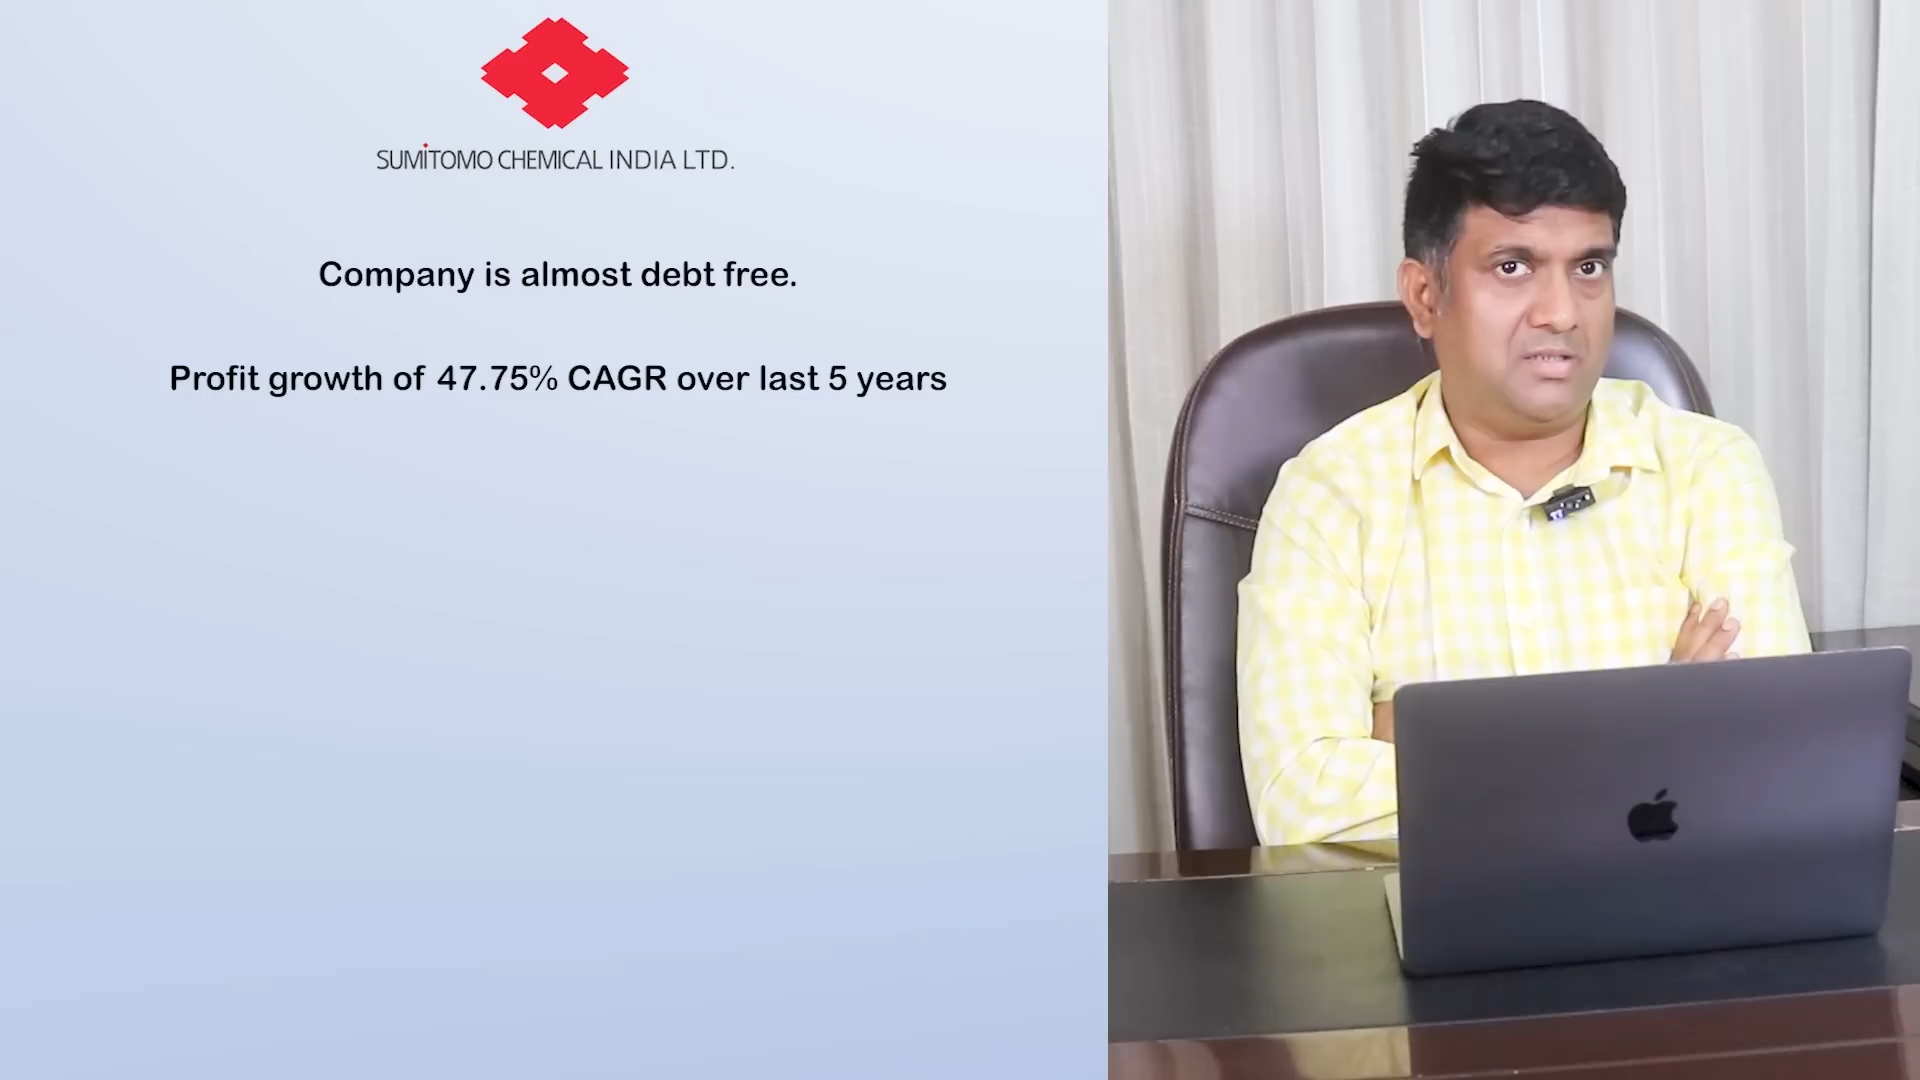 SUMITOMO CHEMICAL INDIA LTD.
Company is almost debt free.
Profit growth of 47.75% CAGR over last 5 years